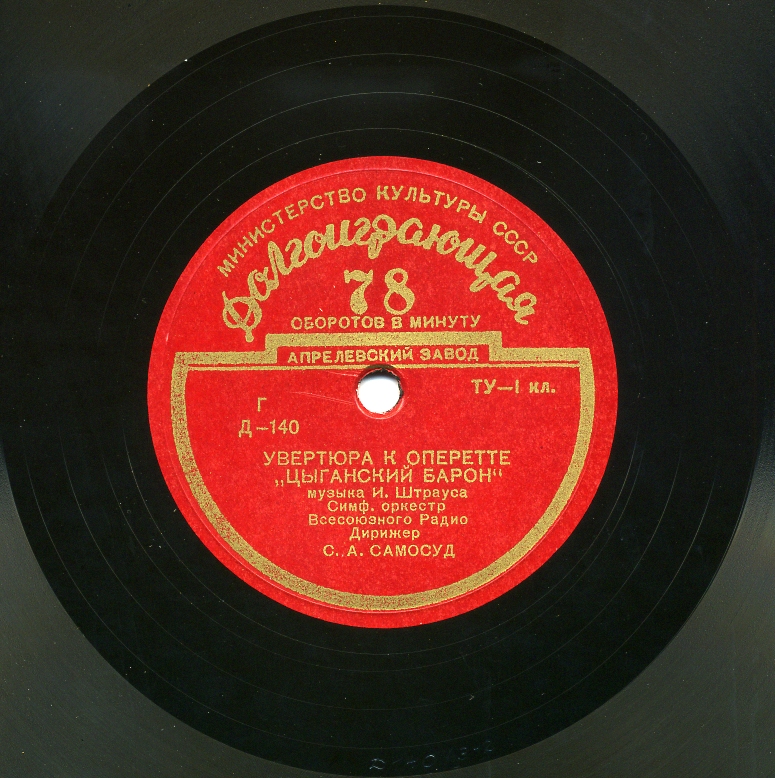 МИНИСТЕРСТВО КУЛЬТУРЫ СССР
Долгоиграющая
78
ОБОРОТОВ В МИНУТУ
АПРЕЛЕВСКИЙ ЗАВОД
ТУ—I кл.
Г
Д—140
УВЕРТЮРА К ОПЕРЕТТЕ
„ЦЫГАНСКИЙ БАРОН“
музыка И. Штрауса
Симф. оркестр
Всесоюзного Радио
Дирижер
С. А. САМОСУД